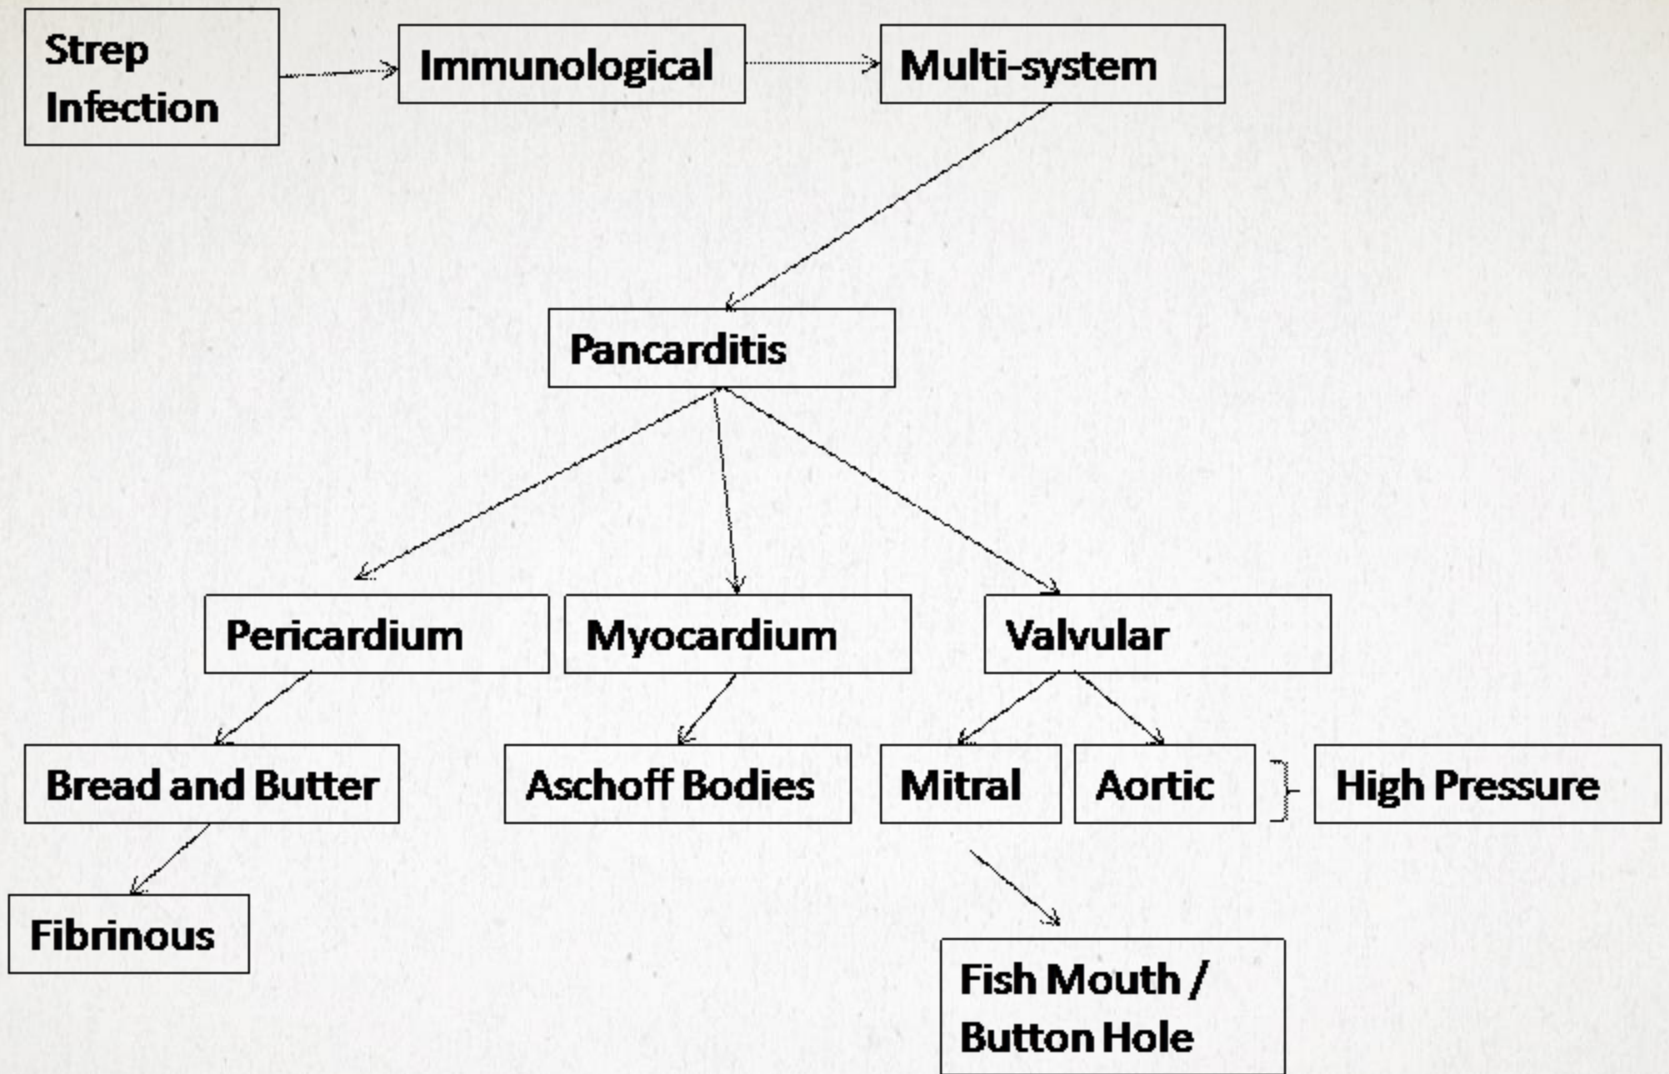 Strep
Infection
Immunological
Multi-system
Pancarditis
Pericardium
Myocardium
Valvular
Bread and Butter
Aschoff Bodies
Mitral
Aortic
High Pressure
Fibrinous
Fish Mouth /
Button Hole